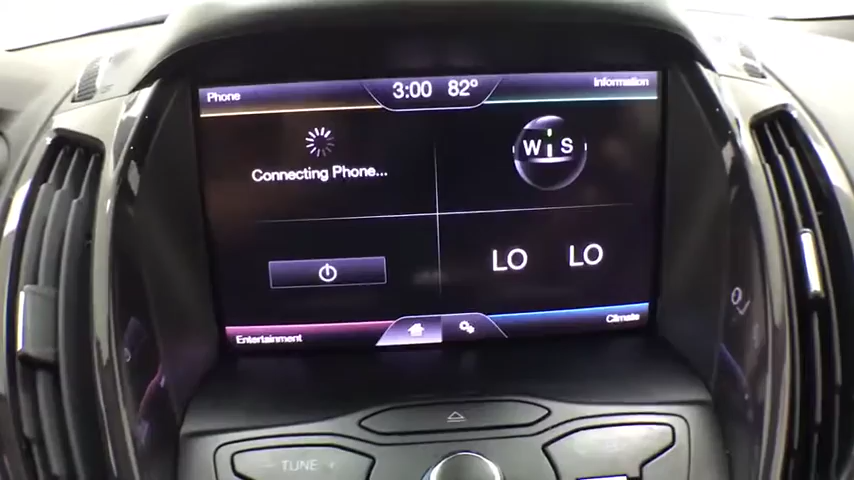 Phone
3:00 82°
Information
Connecting Phone...
W S
LO LO
Entertainment
Climate
TUNE +